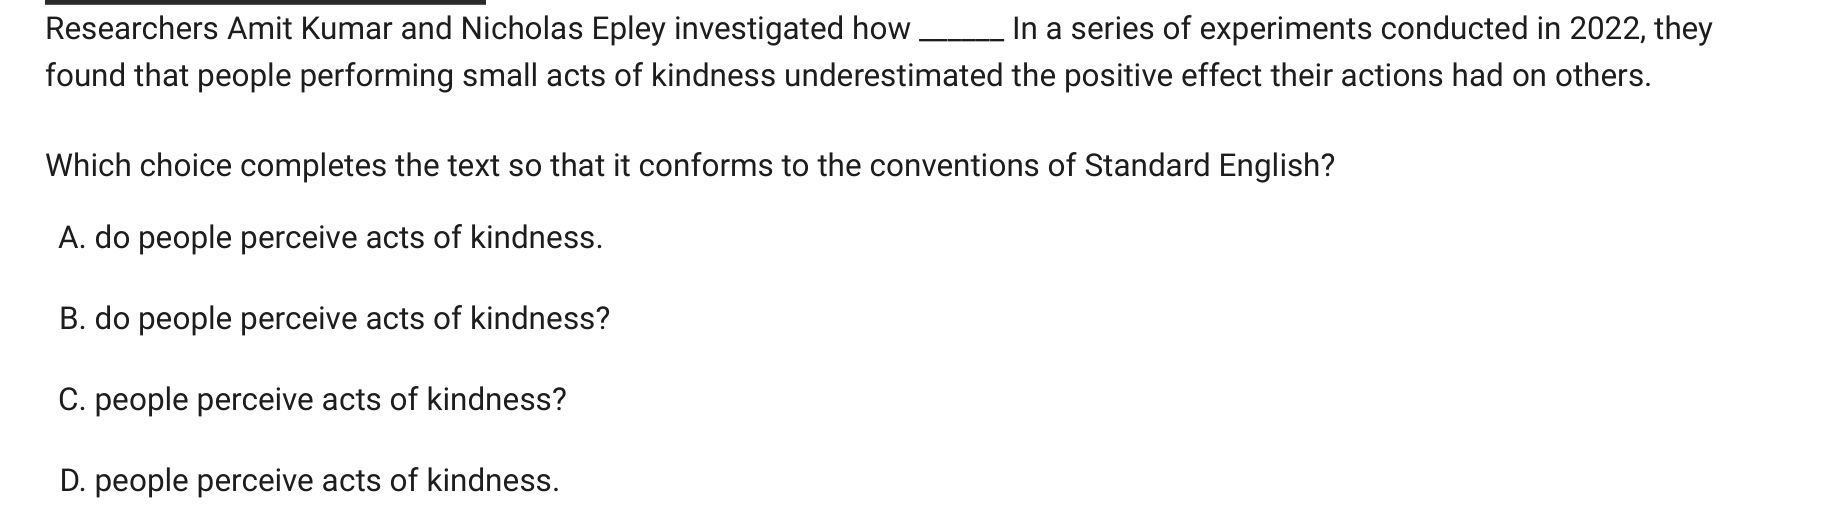 Researchers Amit Kumar and Nicholas Epley investigated how ______ In a series of experiments conducted in 2022, they
found that people performing small acts of kindness underestimated the positive effect their actions had on others.
Which choice completes the text so that it conforms to the conventions of Standard English?
A. do people perceive acts of kindness.
B. do people perceive acts of kindness?
C. people perceive acts of kindness?
D. people perceive acts of kindness.